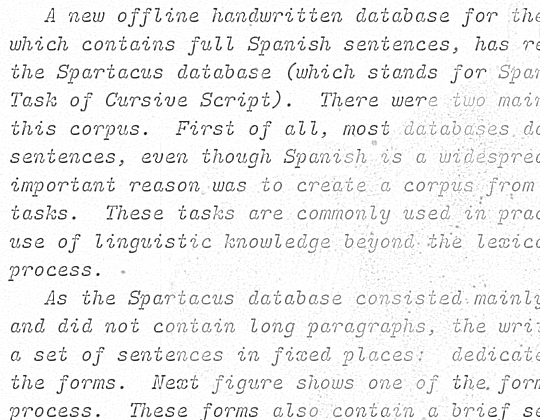 A new offline handwritten database for the
which contains full Spanish sentences, has re
the Spartacus database (which stands for Spar
Task of Cursive Script). There were two main
this corpus. First of all, most databases do
sentences, even though Spanish is a widesprea
important reason was to create a corpus from
tasks. These tasks are commonly used in prac
use of linguistic knowledge beyond the lexico
process.
As the Spartacus database consisted mainly
and did not contain long paragraphs, the writ
a set of sentences in fixed places: dedicate
the forms. Next figure shows one of the form
process. These forms also contain a brief se